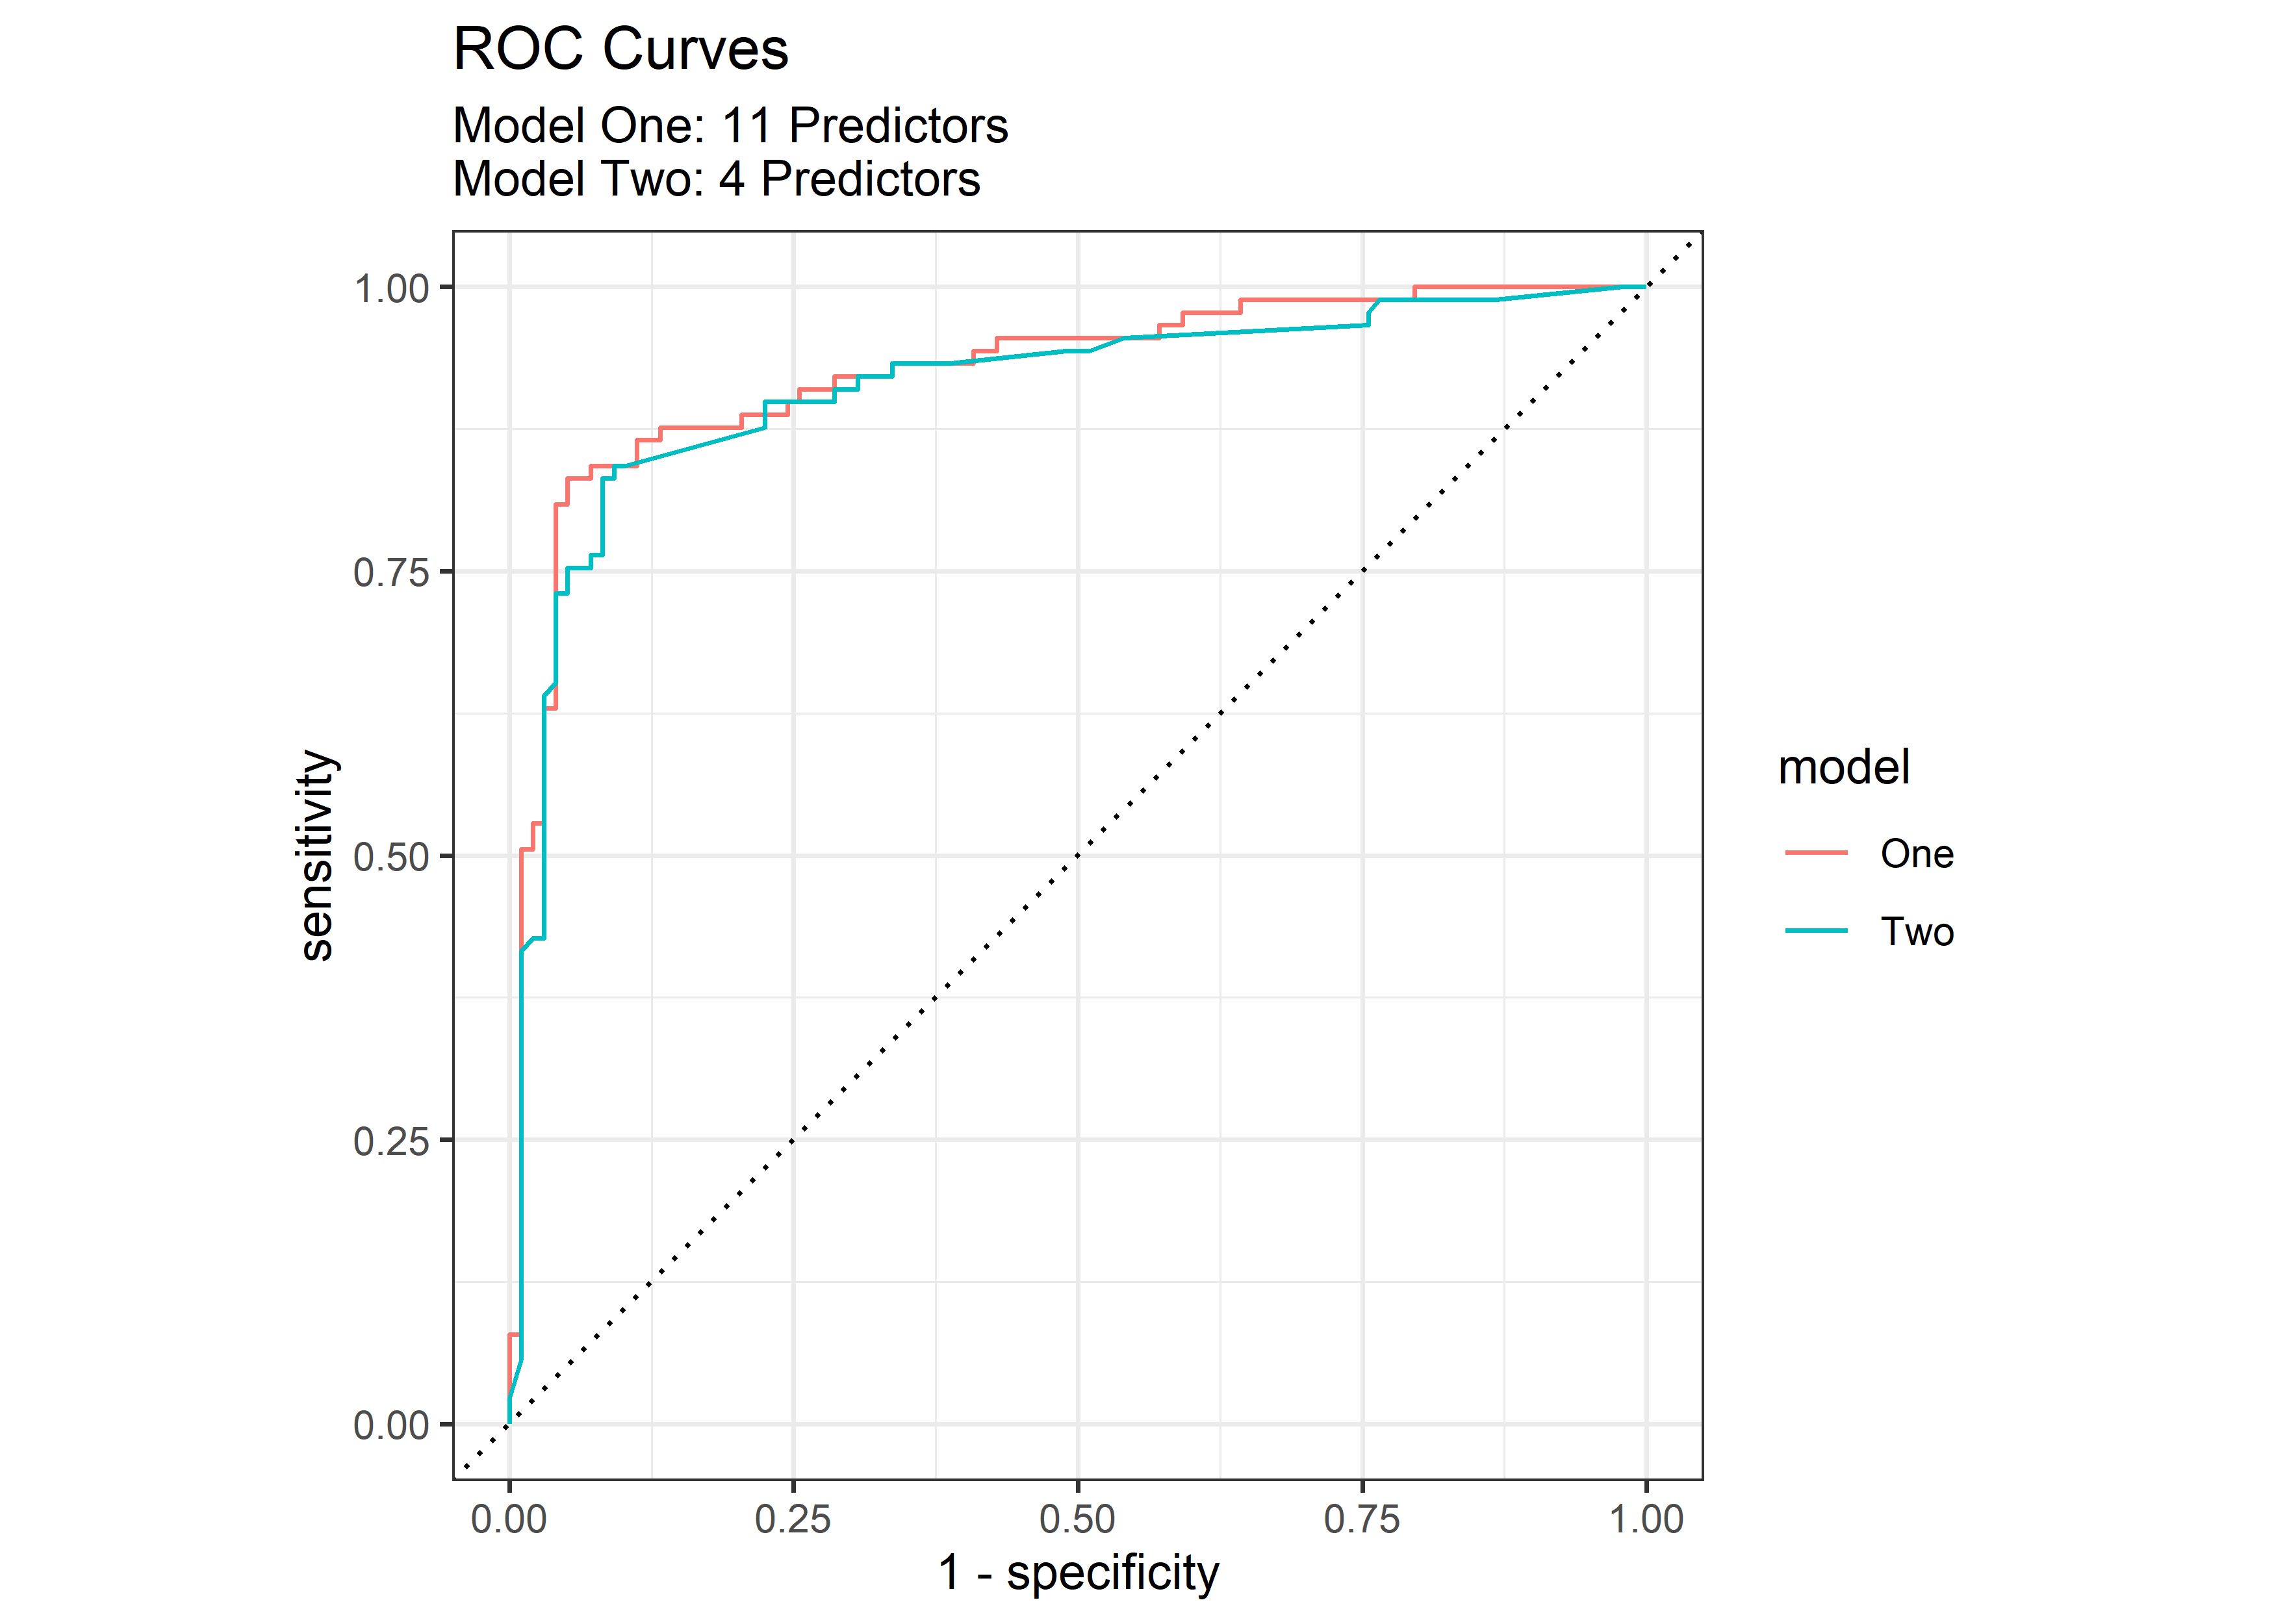 ROC Curves
Model One: 11 Predictors
Model Two: 4 Predictors
1.00
0.75
0.50
0.25
0.00
sensitivity
0.00 0.25 0.50 0.75 1.00
1 - specificity
model
One
Two